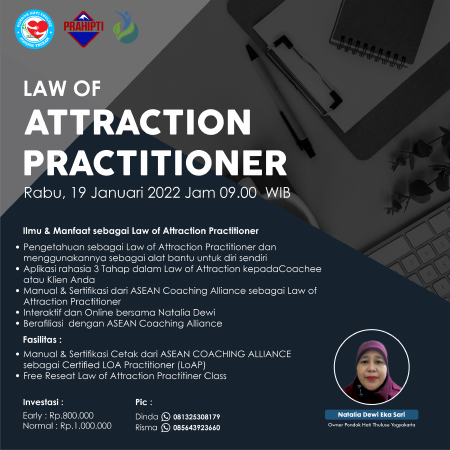 PRAHIPTI
LAW OF
ATTRACTION
PRACTITIONER
Rabu, 19 Januari 2022 Jam 09.00 WIB
Ilmu & Manfaat sebagai Law of Attraction Practitioner
• Pengetahuan sebagai Law of Attraction Practitioner dan
menggunakannya sebagai alat bantu untuk diri sendiri
• Aplikasi rahasia 3 Tahap dalam Law of Attraction kepadaCoachee
atau Klien Anda
• Manual & Sertifikasi dari ASEAN Coaching Alliance sebagai Law of
Attraction Practitioner
• Interaktif dan Online bersama Natalia Dewi
• Berafiliasi dengan ASEAN Coaching Alliance
Fasilitas :
• Manual & Sertifikasi Cetak dari ASEAN COACHING ALLIANCE
sebagai Certified LOA Practitioner (LoAP)
• Free Reseat Law of Attraction Practitiner Class
Investasi :
Early : Rp.800.000
Normal : Rp.1.000.000
Pic :
Dinda 081325308179
Risma 085643923660
Natalia Dewi Eka Sari
Owner Pondok Hati Thuluse Yogyakarta